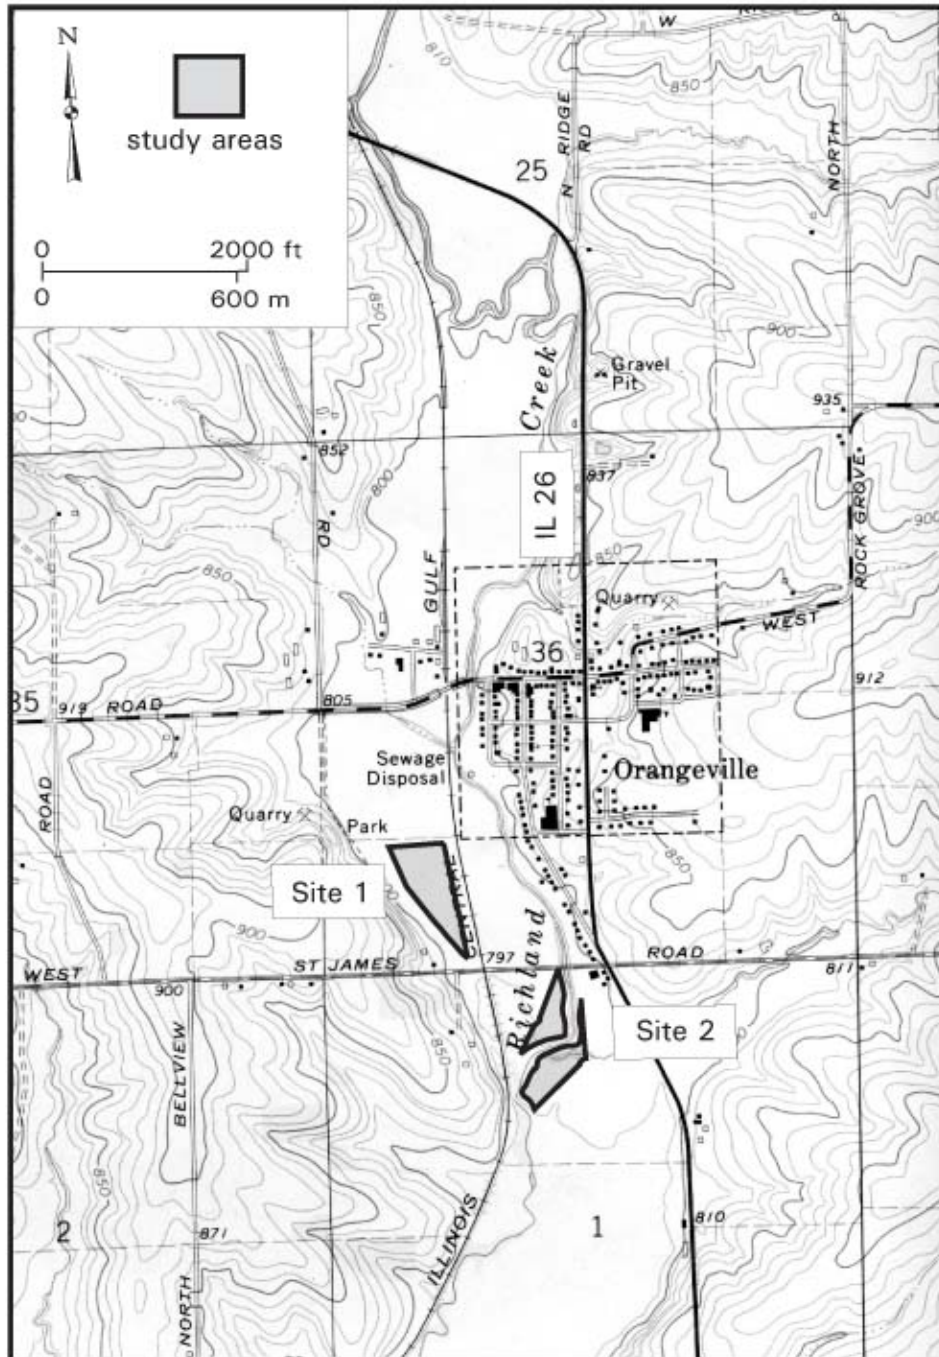 N
study areas
0 2000 ft
0 600 m
W
810
850
N RIDGE RD
NORTH
25
850
900
Creek
Gravel Pit
935
852
IL 26
937
800
ROCK GROVE
900
RD
GULF
850
850
Quarry
WEST
36
35
919 ROAD
805
912
Sewage Disposal
Orangeville
ROAD
Quarry
Park
850
Site 1
CENTRAL
900
Richland
WEST
ST JAMES
797
ROAD
811
900
Site 2
850
BELLVIEW
850
ILLINOIS
2
871
1
810
NORTH